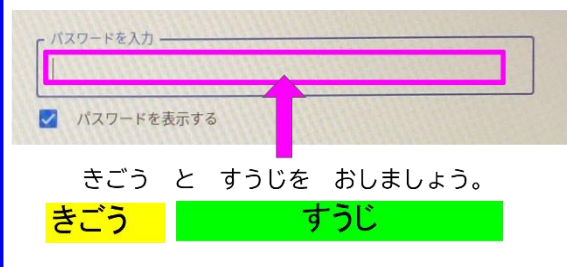 パスワードを入力
パスワードを表示する
きごう と すうじを おしましょう。
きごう すうじ